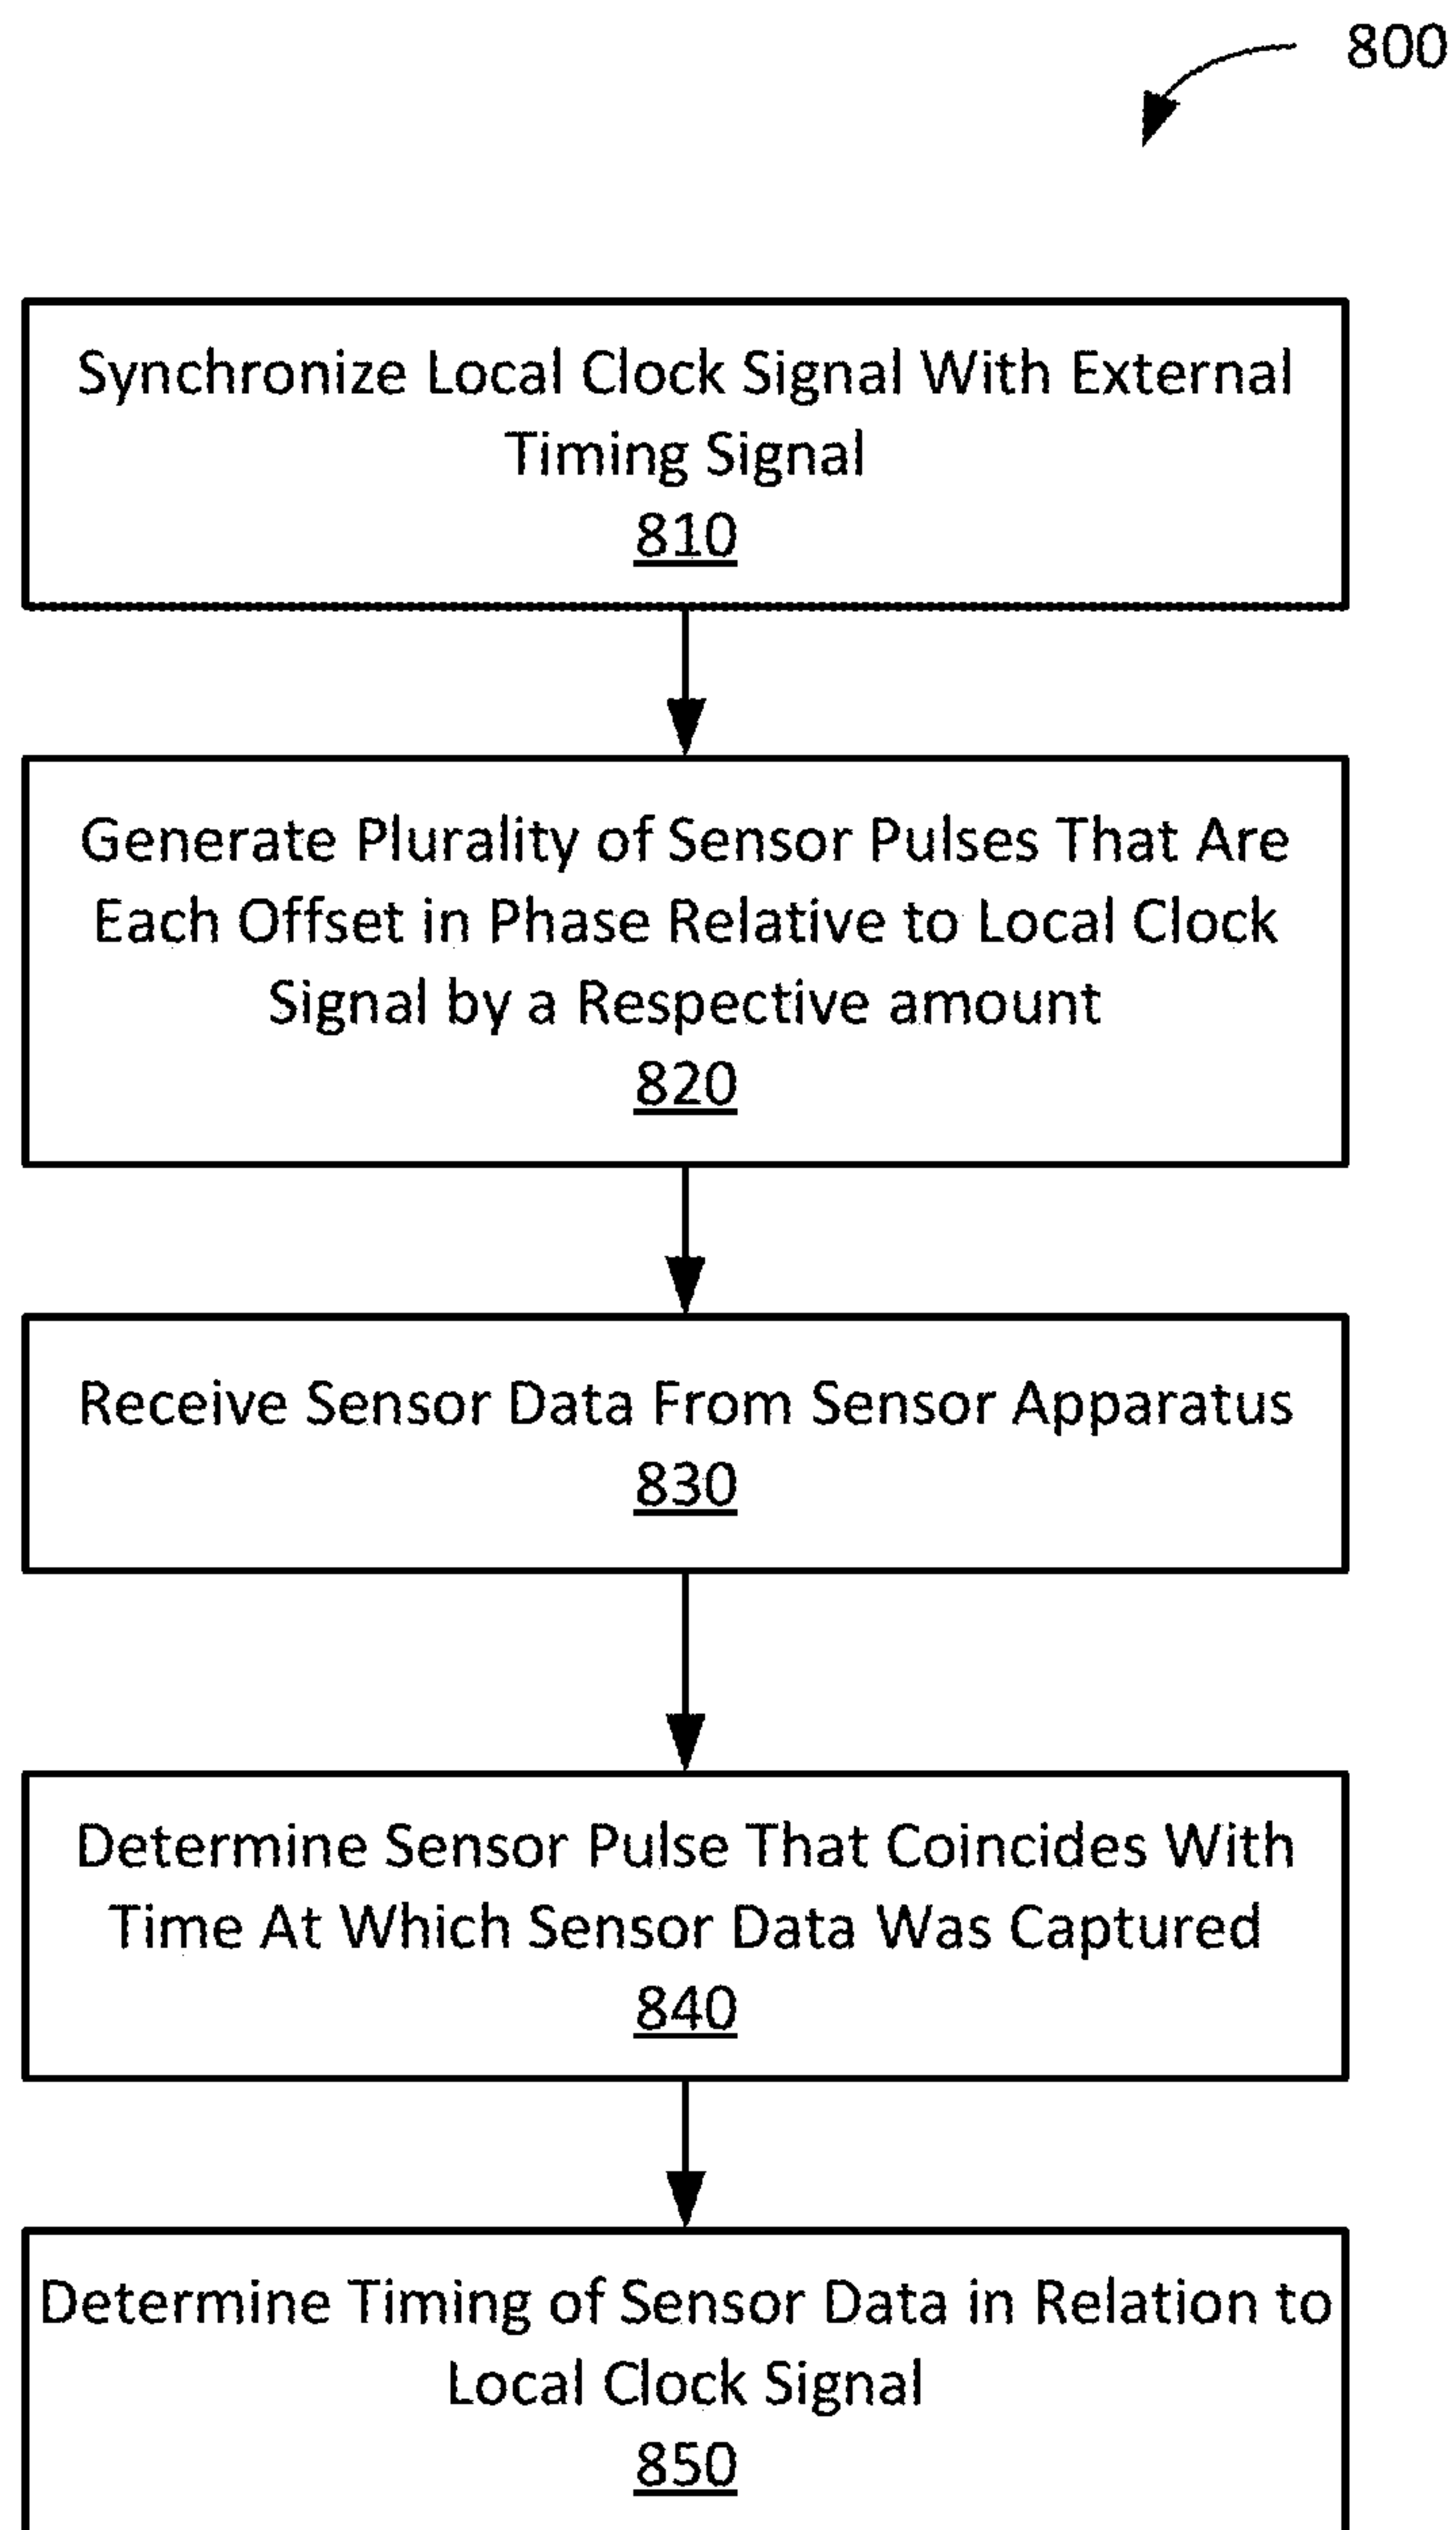 800
Synchronize Local Clock Signal With External
Timing Signal
810
Generate Plurality of Sensor Pulses That Are
Each Offset in Phase Relative to Local Clock
Signal by a Respective amount
820
Receive Sensor Data From Sensor Apparatus
830
Determine Sensor Pulse That Coincides With
Time At Which Sensor Data Was Captured
840
Determine Timing of Sensor Data in Relation to
Local Clock Signal
850